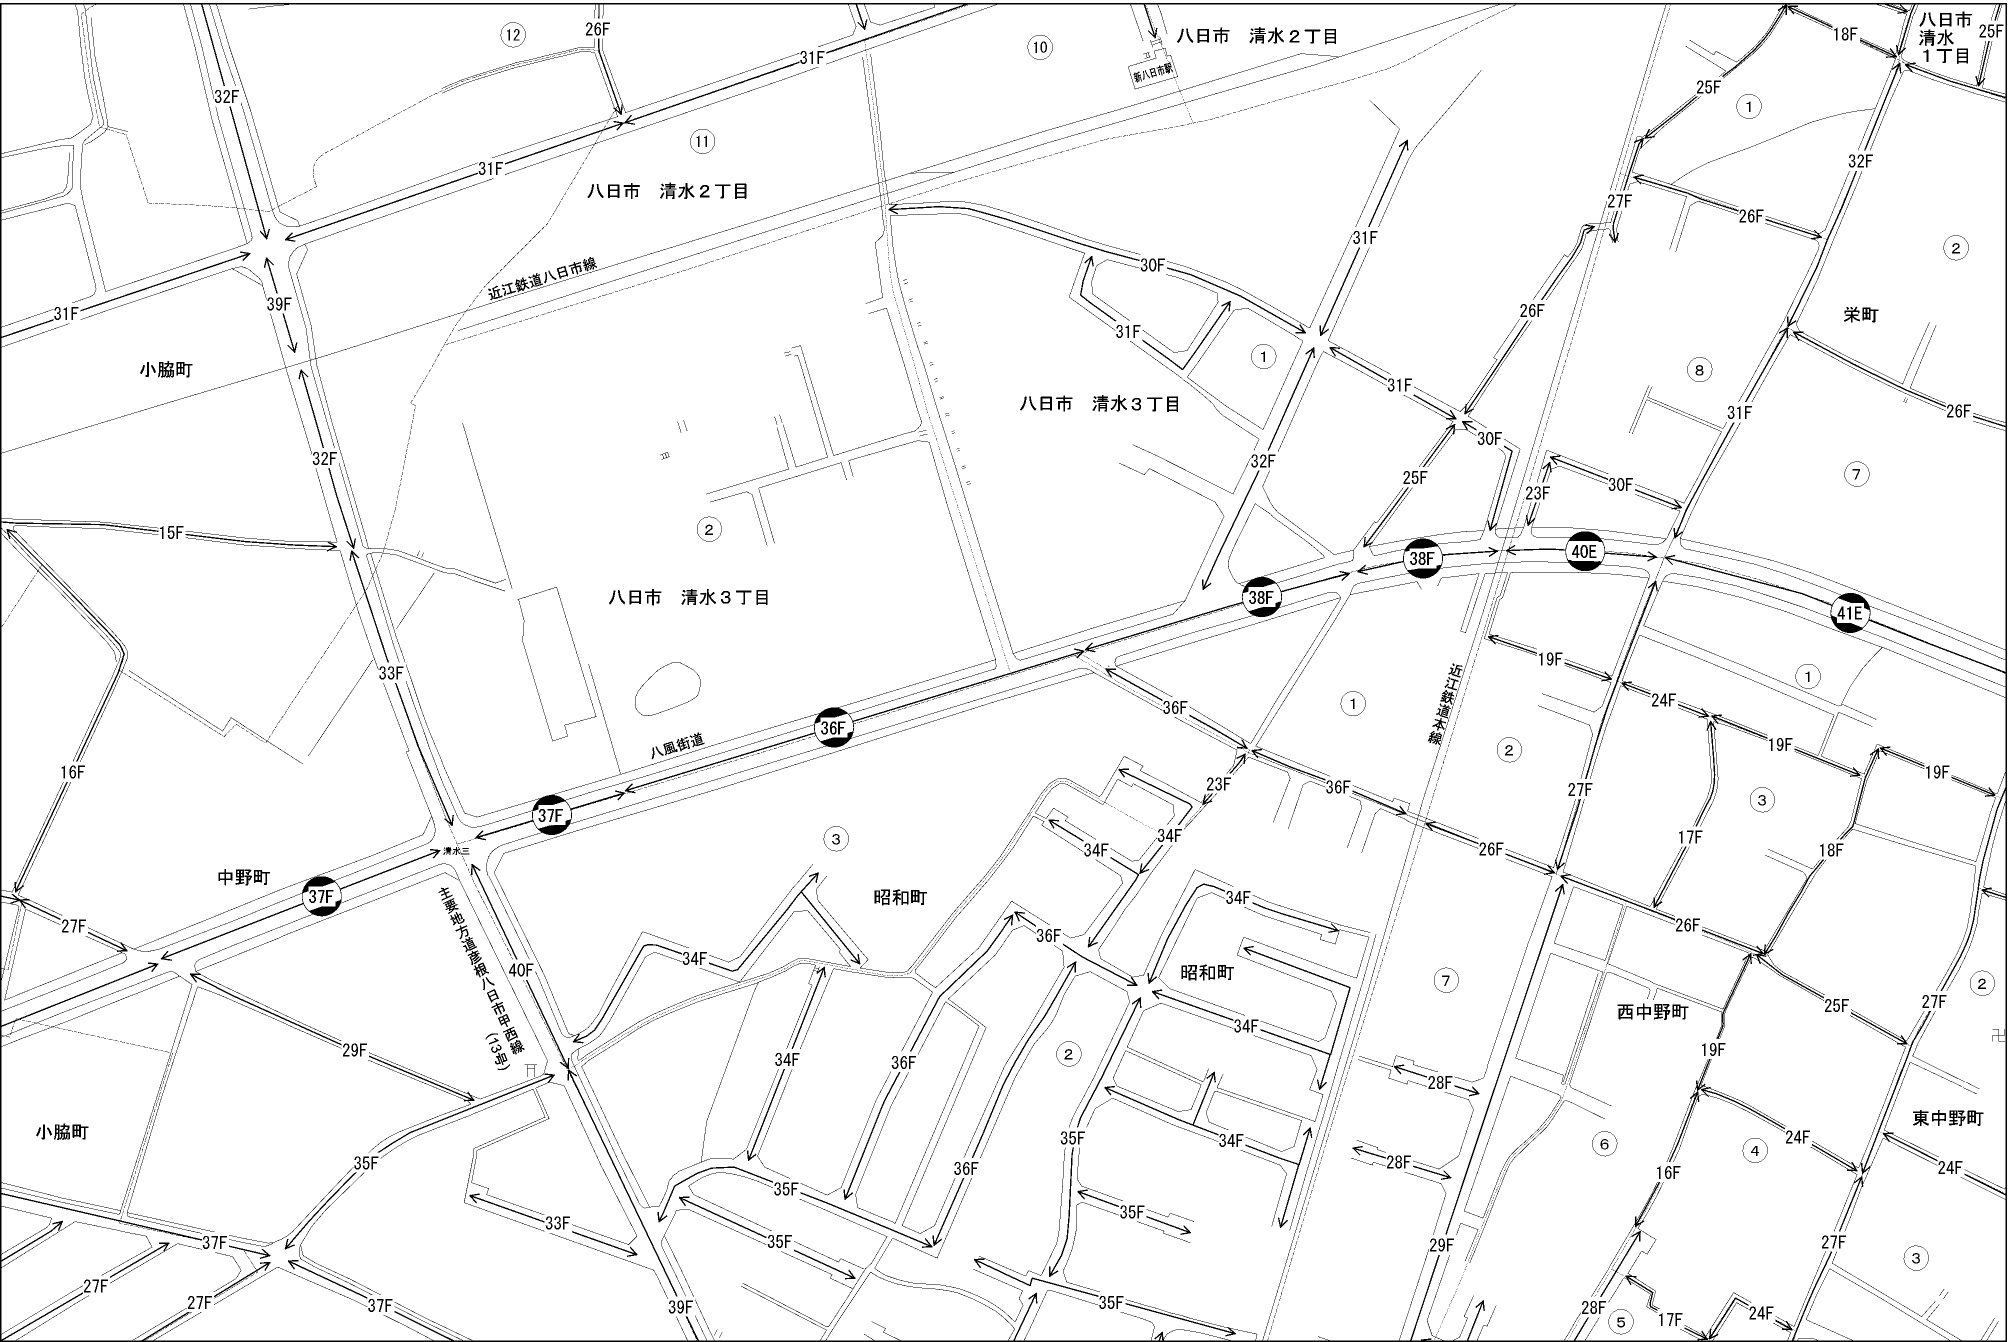 ⑫
26F
⑩
八日市　清水２丁目
18F
八日市
清水
１丁目
25F
31F
新八日市駅
32F
25F
①
⑪
31F
32F
八日市　清水２丁目
27F
26F
31F
②
近江鉄道八日市線
30F
39F
31F
26F
栄町
31F
小脇町
①
⑧
31F
八日市　清水３丁目
31F
26F
30F
32F
32F
25F
30F
⑦
23F
15F
②
40E
38F
八日市　清水３丁目
38F
41E
19F
33F
近江鉄道本線
①
24F
①
36F
36F
八風街道
19F
②
16F
19F
23F
36F
27F
③
37F
34F
17F
③
清水三
34F
26F
18F
中野町
37F
昭和町
34F
主要地方道彦根八日市甲西線
(13号)
27F
26F
36F
34F
40F
昭和町
⑦
②
27F
25F
西中野町
34F
卍
29F
②
19F
34F
36F
28F
東中野町
小脇町
35F
34F
24F
⑥
④
35F
28F
24F
36F
16F
35F
33F
35F
37F
35F
29F
27F
③
27F
27F
37F
39F
35F
28F
24F
17F
⑤